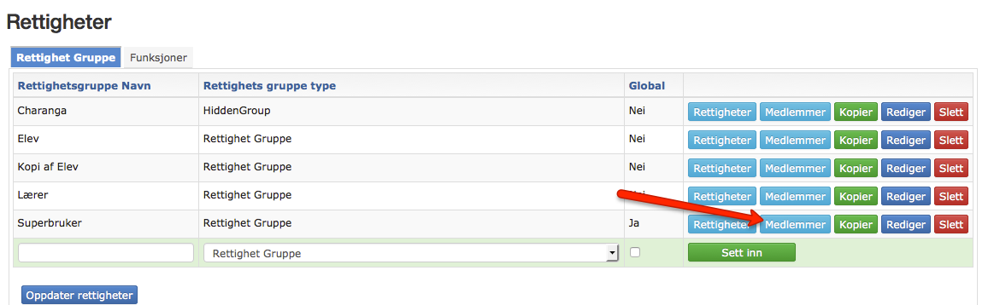 Rettigheter
Rettighet Gruppe Funksjoner
Rettighetsgruppe Navn Rettighets gruppe type Global
Charanga HiddenGroup Nei Rettigheter Medlemmer Kopier Rediger Slett
Elev Rettighet Gruppe Nei Rettigheter Medlemmer Kopier Rediger Slett
Kopi af Elev Rettighet Gruppe Nei Rettigheter Medlemmer Kopier Rediger Slett
Lærer Rettighet Gruppe Rettigheter Medlemmer Kopier Rediger Slett
Superbruker Rettighet Gruppe Ja Rettigheter Medlemmer Kopier Rediger Slett
Rettighet Gruppe Sett inn
Oppdater rettigheter